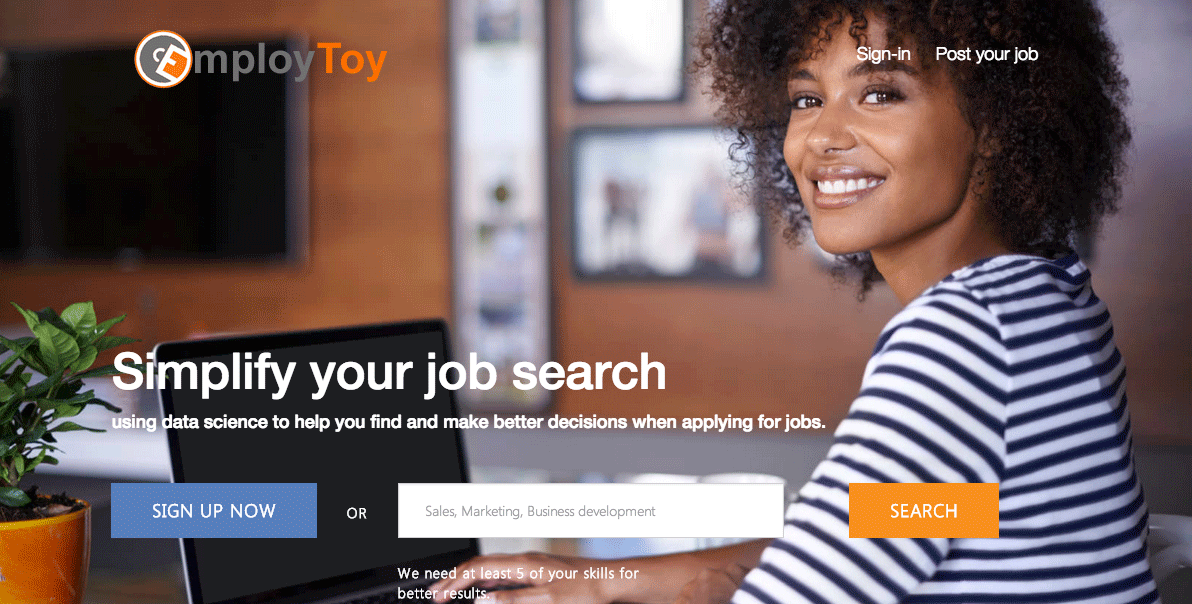 EmployToy
Sign-in Post your job
Simplify your job search
using data science to help you find and make better decisions when applying for jobs.
SIGN UP NOW
OR
Sales, Marketing, Business development
SEARCH
We need at least 5 of your skills for
better results.